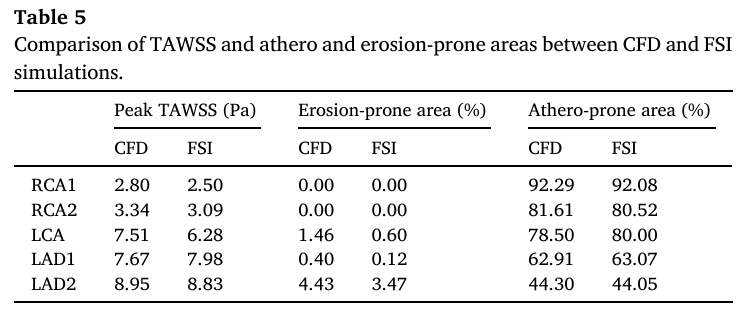 Table 5
Comparison of TAWSS and athero and erosion-prone areas between CFD and FSI
simulations.
Peak TAWSS (Pa) Erosion-prone area (%) Athero-prone area (%)
CFD FSI CFD FSI CFD FSI
RCA1 2.80 2.50 0.00 0.00 92.29 92.08
RCA2 3.34 3.09 0.00 0.00 81.61 80.52
LCA 7.51 6.28 1.46 0.60 78.50 80.00
LAD1 7.67 7.98 0.40 0.12 62.91 63.07
LAD2 8.95 8.83 4.43 3.47 44.30 44.05